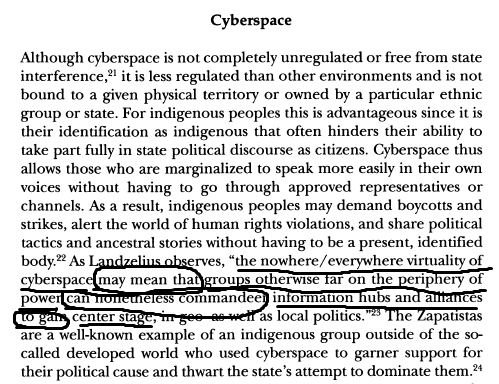 Cyberspace
Although cyberspace is not completely unregulated or free from state
interference,21 it is less regulated than other environments and is not
bound to a given physical territory or owned by a particular ethnic
group or state. For indigenous peoples this is advantageous since it is
their identification as indigenous that often hinders their ability to
take part fully in state political discourse as citizens. Cyberspace thus
allows those who are marginalized to speak more easily in their own
voices without having to go through approved representatives or
channels. As a result, indigenous peoples may demand boycotts and
strikes, alert the world of human rights violations, and share political
tactics and ancestral stories without having to be a present, identified
body.22 As Landzelius observes, “the nowhere/everywhere virtuality of
cyberspace may mean that groups otherwise far on the periphery of
power can nonetheless commandeer information hubs and alliances
to gain center stage, in geo as well as local politics.”23 The Zapatistas
are a well-known example of an indigenous group outside of the so-
called developed world who used cyberspace to garner support for
their political cause and thwart the state’s attempt to dominate them.24